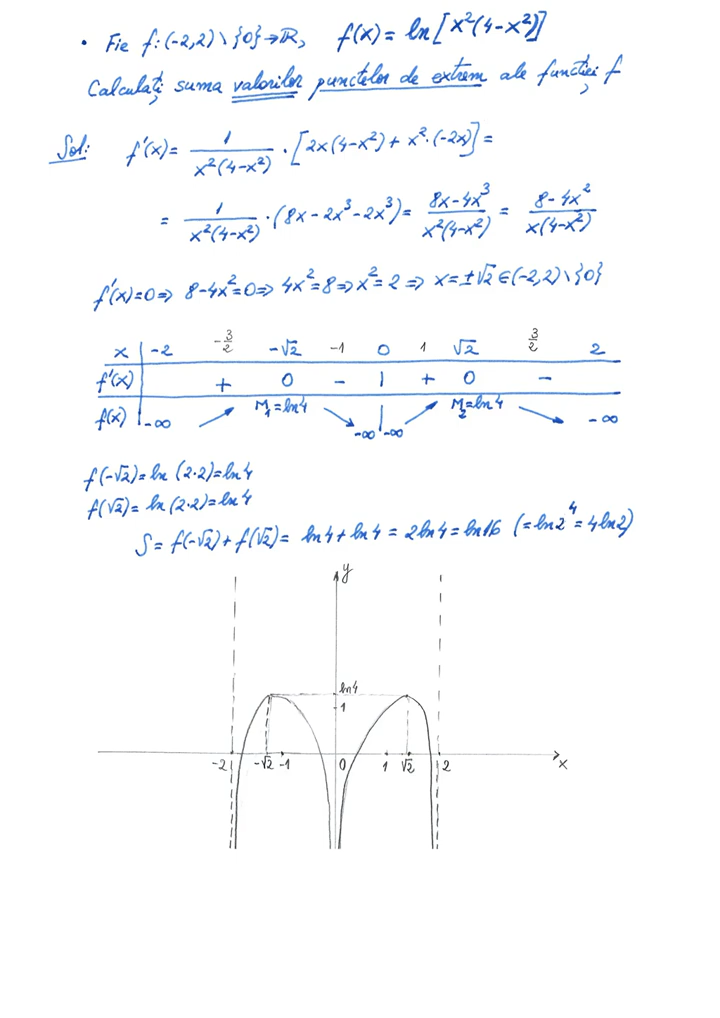 • Fie f:(-2,2)\{0}→ℝ, f(x)= ln[x²(4-x²)]
Calculați suma valorilor punctelor de extrem ale funcției f
Sol: f'(x)= 1/(x²(4-x²)) · [2x(4-x²)+ x²·(-2x)]=
= 1/(x²(4-x²)) · (8x-2x³-2x³)= (8x-4x³)/(x²(4-x²)) = (8-4x²)/(x(4-x²))
f'(x)=0 => 8-4x²=0 => 4x²=8 => x²=2 => x=±√2 ∈(-2,2)\{0}
x | -2 -3/2 -√2 -1 0 1 √2 3/2 2
f'(x) + 0 - | + 0 -
f(x) | -∞ ↗ M₁=ln4 ↘ -∞ | -∞ ↗ M₂=ln4 ↘ -∞
f(-√2)=ln (2·2)=ln4
f(√2)= ln(2·2)=ln4
S= f(-√2)+f(√2)= ln4+ln4 = 2ln4=ln16 (=ln2⁴=4ln2)
y
ln4
1
-2 -√2 -1 0 1 √2 2 x